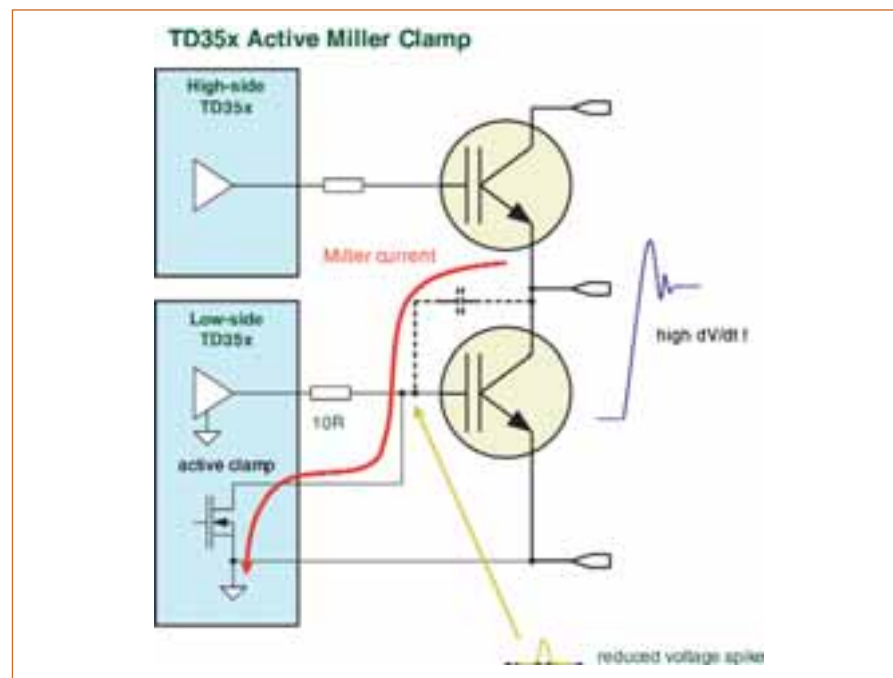 TD35x Active Miller Clamp
High-side
TD35x
Miller current
Low-side
TD35x
10R
active clamp
high dV/dt !
reduced voltage spike